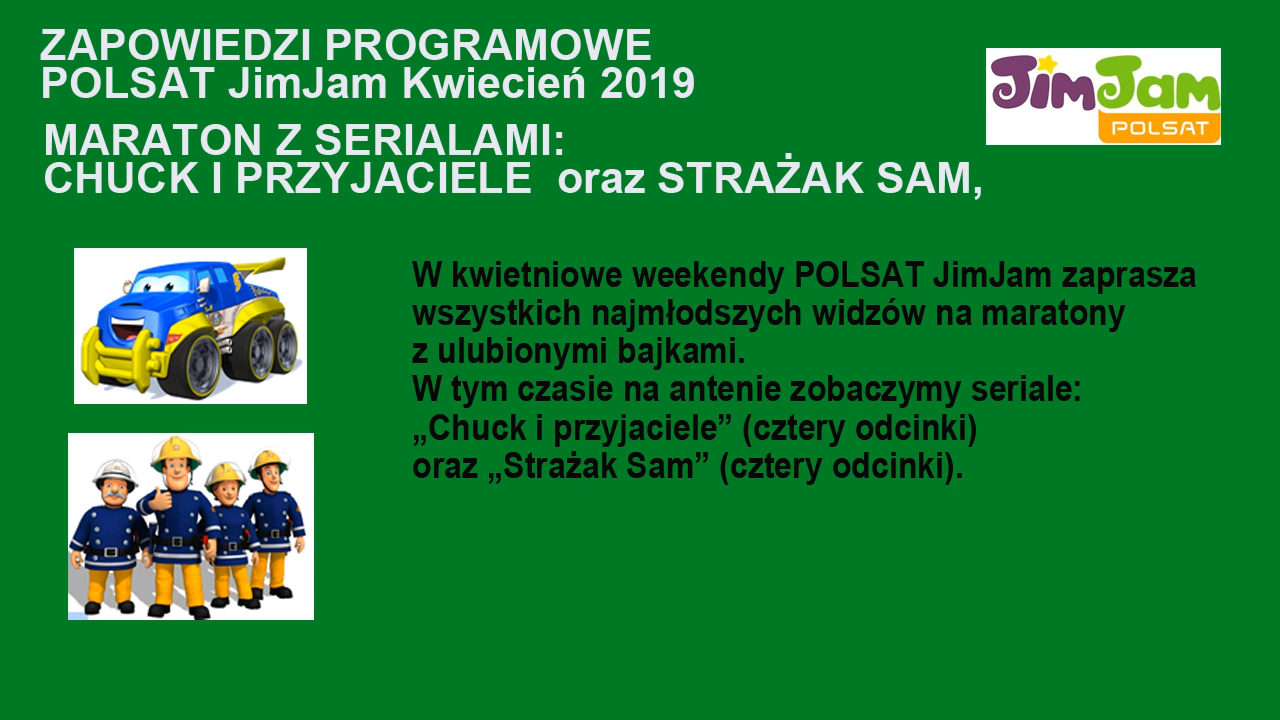 ZAPOWIEDZI PROGRAMOWE
POLSAT JimJam Kwiecień 2019
JimJam
POLSAT
MARATON Z SERIALAMI:
CHUCK I PRZYJACIELE oraz STRAŻAK SAM,
W kwietniowe weekendy POLSAT JimJam zaprasza
wszystkich najmłodszych widzów na maratony
z ulubionymi bajkami.
W tym czasie na antenie zobaczymy seriale:
„Chuck i przyjaciele” (cztery odcinki)
oraz „Strażak Sam” (cztery odcinki).